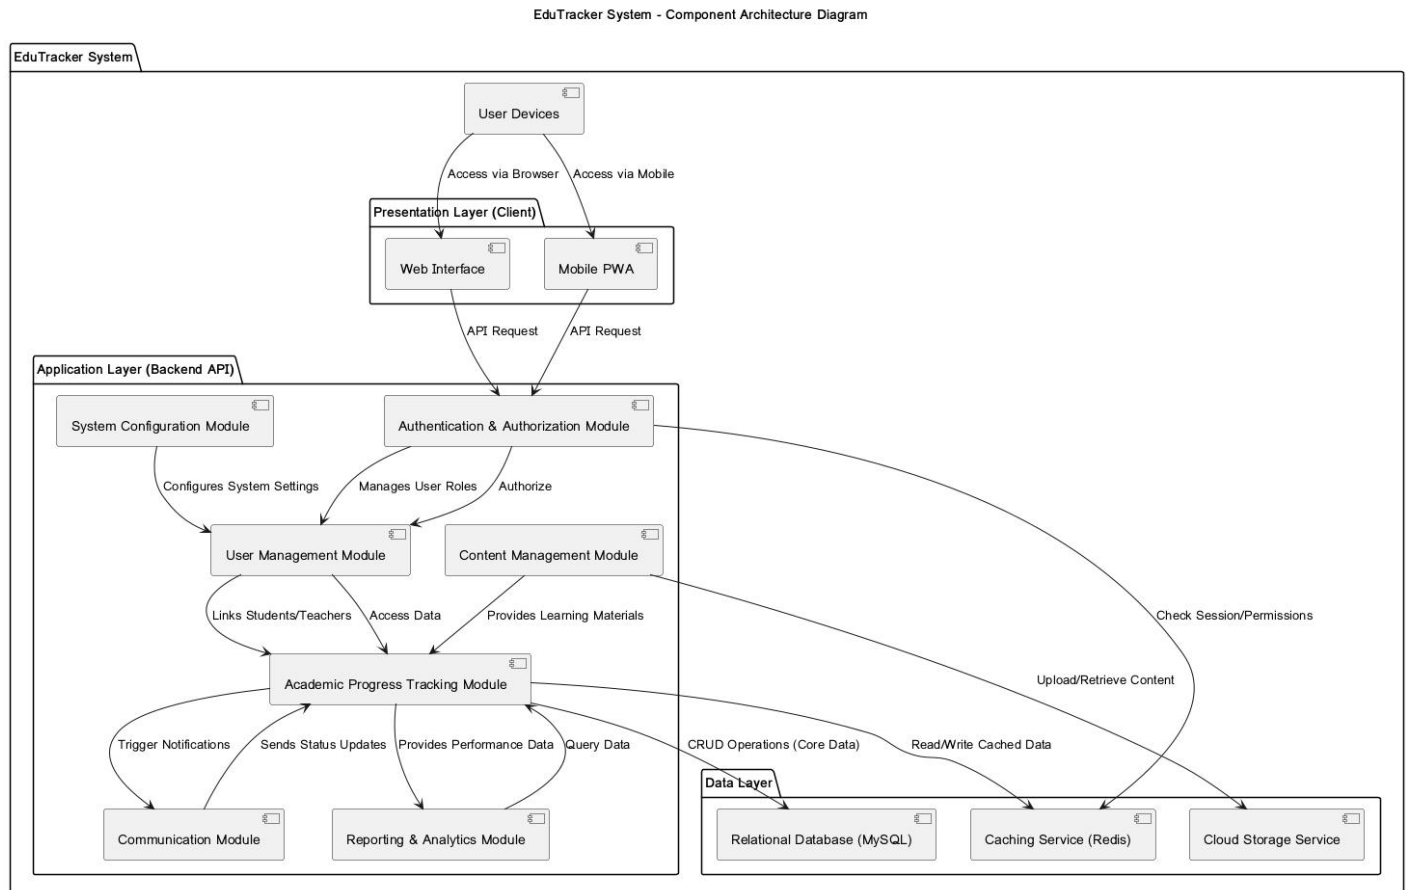 EduTracker System - Component Architecture Diagram
EduTracker System
User Devices
Access via Browser
Access via Mobile
Presentation Layer (Client)
Web Interface
Mobile PWA
API Request
API Request
Application Layer (Backend API)
System Configuration Module
Authentication & Authorization Module
Configures System Settings
Manages User Roles
Authorize
User Management Module
Content Management Module
Links Students/Teachers
Access Data
Provides Learning Materials
Check Session/Permissions
Academic Progress Tracking Module
Upload/Retrieve Content
Trigger Notifications
Sends Status Updates
Provides Performance Data
Query Data
CRUD Operations (Core Data)
Read/Write Cached Data
Data Layer
Communication Module
Reporting & Analytics Module
Relational Database (MySQL)
Caching Service (Redis)
Cloud Storage Service